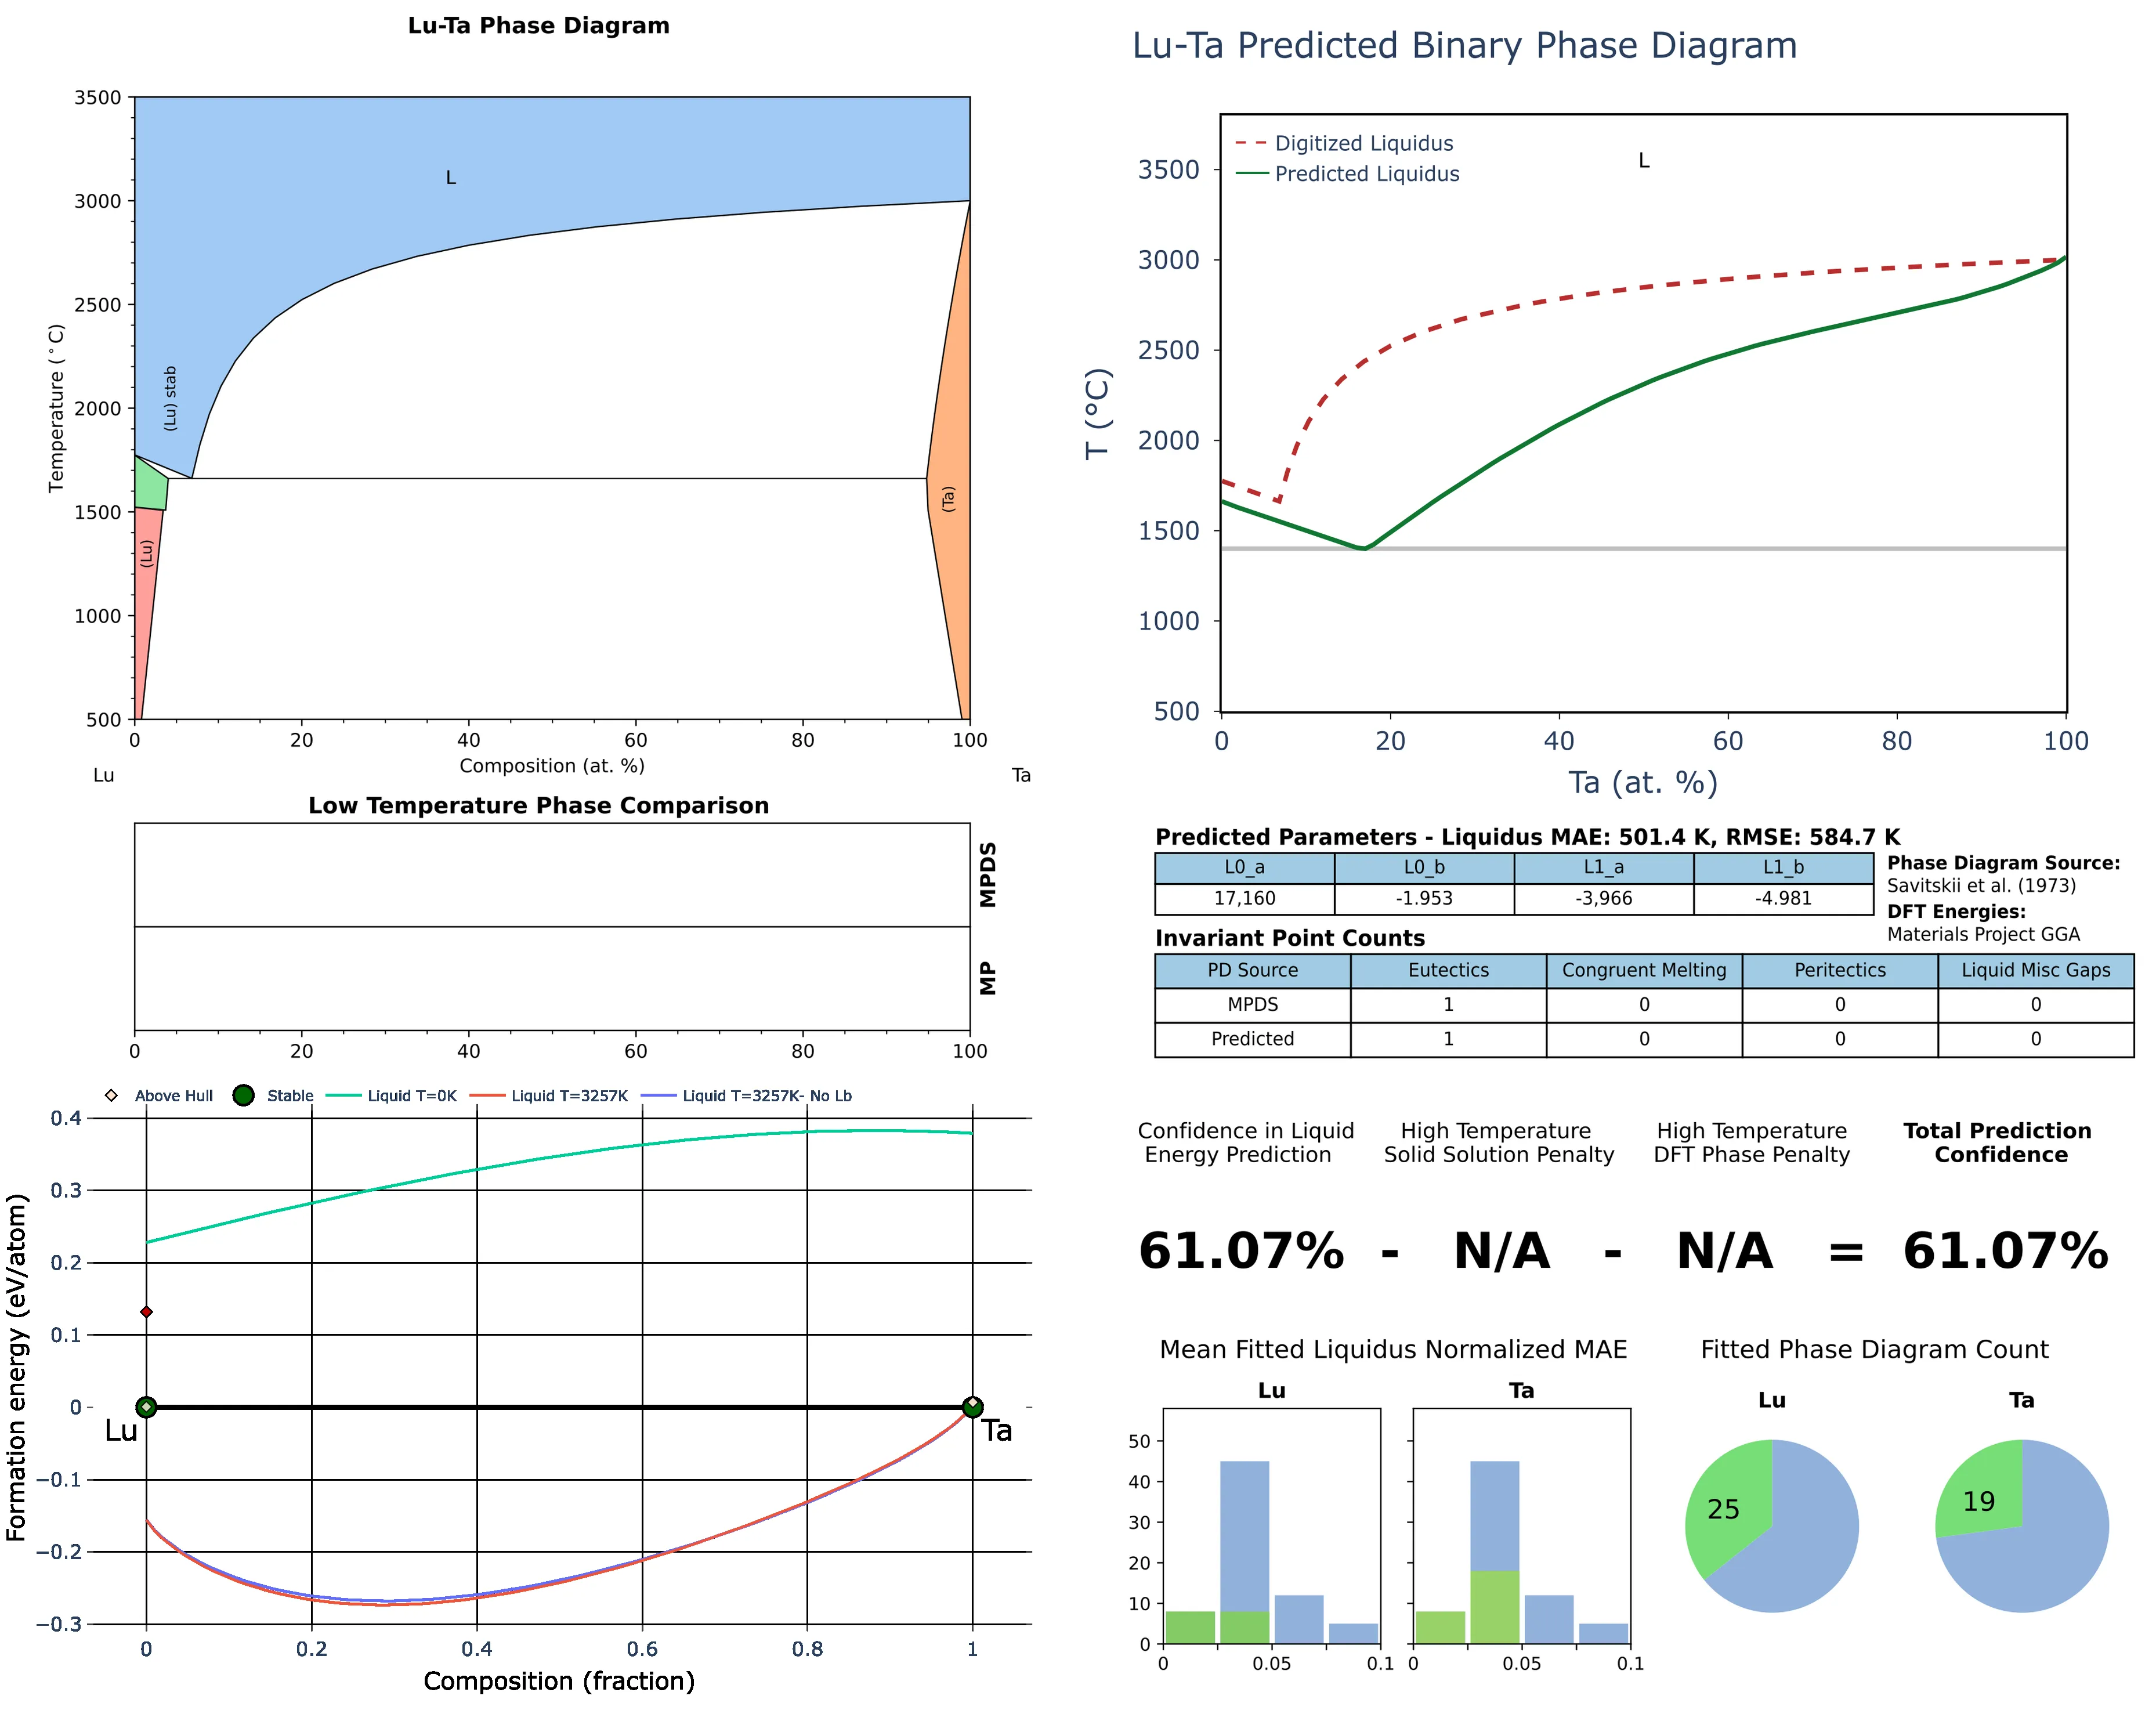 Lu-Ta Phase Diagram
3500
3000
2500
2000
1500
1000
500
Temperature (°C)
L
(Lu) stab
(Lu)
(Ta)
0 20 40 60 80 100
Composition (at. %)
Lu Ta
Low Temperature Phase Comparison
MPDS
MP
0 20 40 60 80 100
Above Hull Stable Liquid T=0K Liquid T=3257K Liquid T=3257K- No Lb
0.4
0.3
0.2
0.1
0
−0.1
−0.2
−0.3
Formation energy (eV/atom)
Lu Ta
0 0.2 0.4 0.6 0.8 1
Composition (fraction)
Lu-Ta Predicted Binary Phase Diagram
Digitized Liquidus
Predicted Liquidus
L
3500
3000
2500
2000
1500
1000
500
T (°C)
0 20 40 60 80 100
Ta (at. %)
Predicted Parameters - Liquidus MAE: 501.4 K, RMSE: 584.7 K
L0_a L0_b L1_a L1_b
17,160 -1.953 -3,966 -4.981
Phase Diagram Source:
Savitskii et al. (1973)
DFT Energies:
Materials Project GGA
Invariant Point Counts
PD Source Eutectics Congruent Melting Peritectics Liquid Misc Gaps
MPDS 1 0 0 0
Predicted 1 0 0 0
Confidence in Liquid
Energy Prediction
High Temperature
Solid Solution Penalty
High Temperature
DFT Phase Penalty
Total Prediction
Confidence
61.07% - N/A - N/A = 61.07%
Mean Fitted Liquidus Normalized MAE
Lu Ta
50
40
30
20
10
0
0 0.05 0.1 0 0.05 0.1
Fitted Phase Diagram Count
Lu Ta
25 19